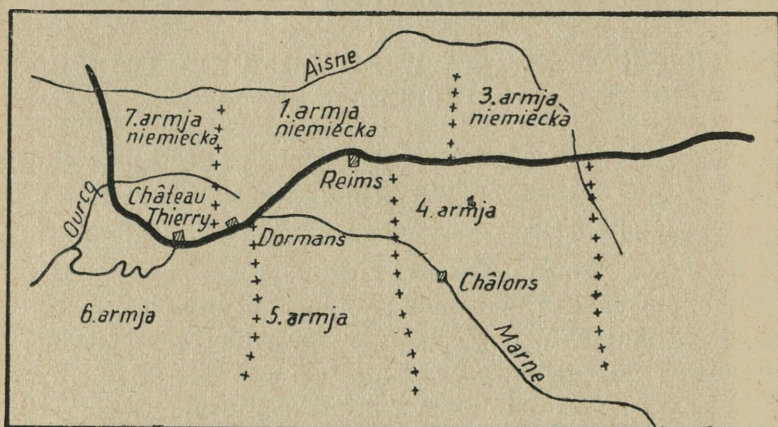 Aisne
7. armja
niemiecka
1. armja
niemiecka
3. armja
niemiecka
Ourcq
Château
Thierry
Reims
4. armja
Dormans
Châlons
6. armja
5. armja
Marne